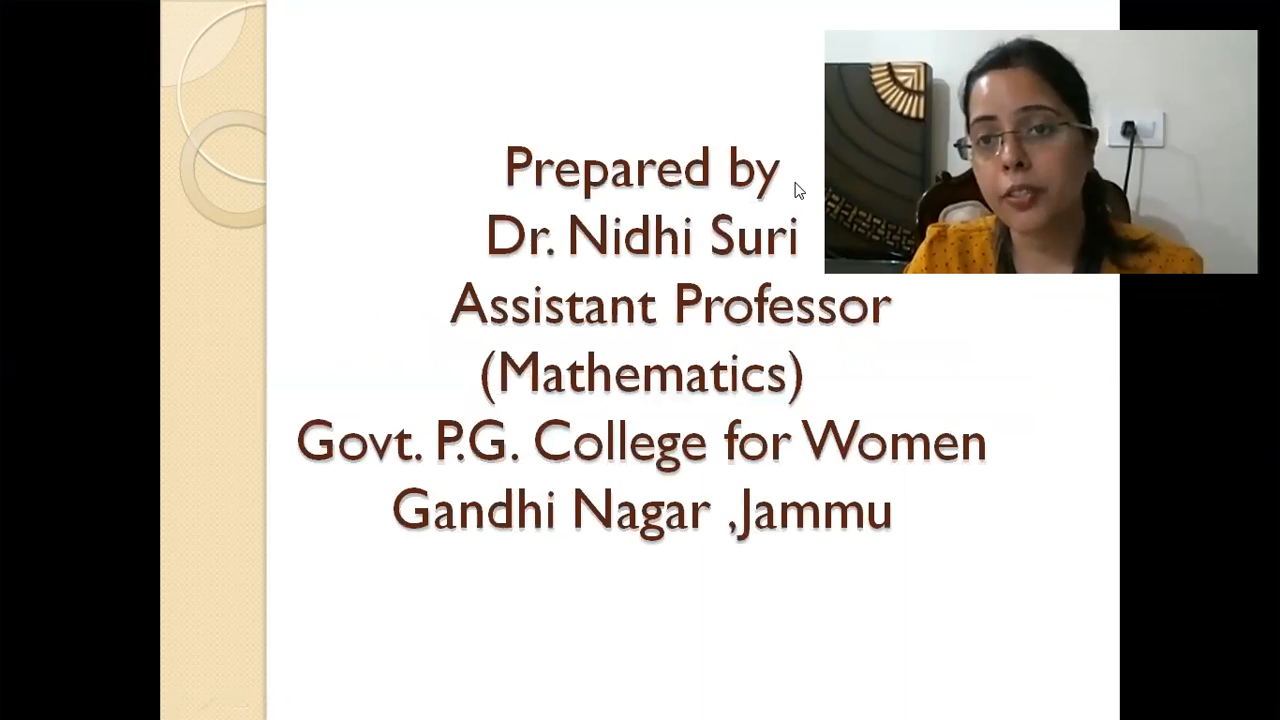 Prepared by
Dr. Nidhi Suri
Assistant Professor
(Mathematics)
Govt. P.G. College for Women
Gandhi Nagar ,Jammu